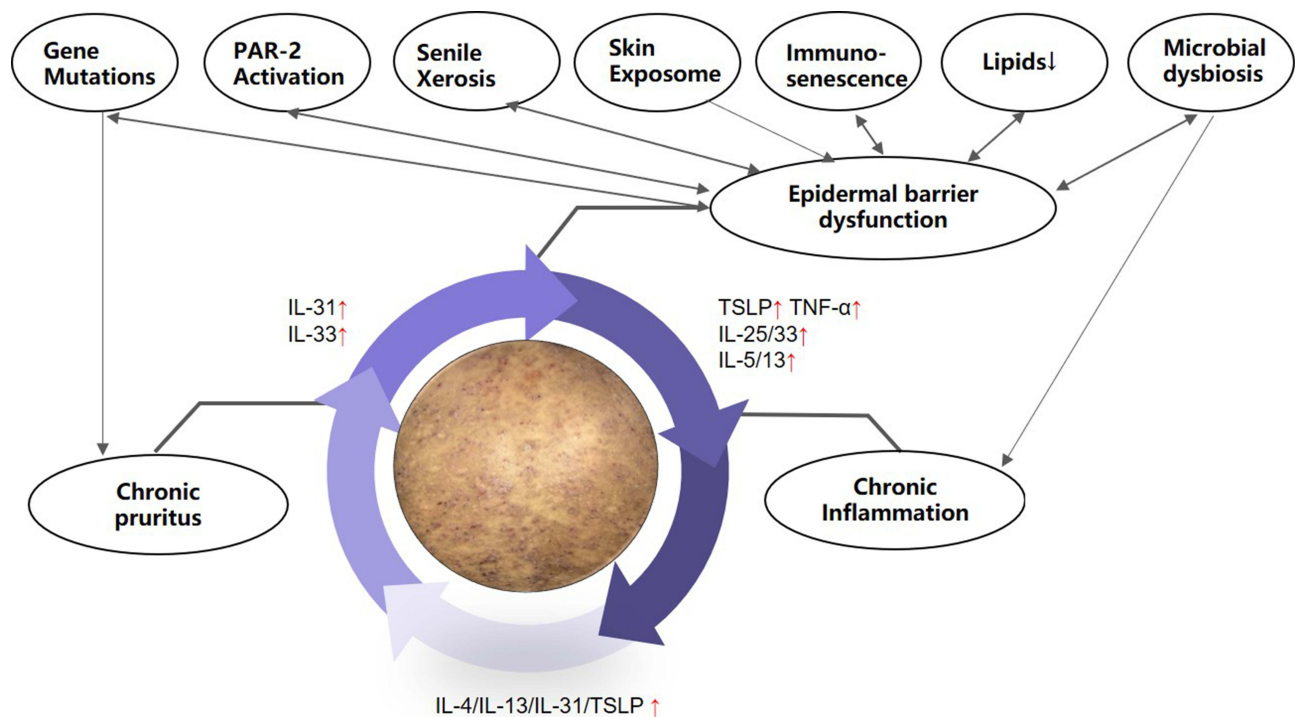 Gene
Mutations
PAR-2
Activation
Senile
Xerosis
Skin
Exposome
Immuno-
senescence
Lipids↓
Microbial
dysbiosis
Epidermal barrier
dysfunction
IL-31↑
IL-33↑
TSLP↑ TNF-α↑
IL-25/33↑
IL-5/13↑
Chronic
pruritus
Chronic
Inflammation
IL-4/IL-13/IL-31/TSLP ↑